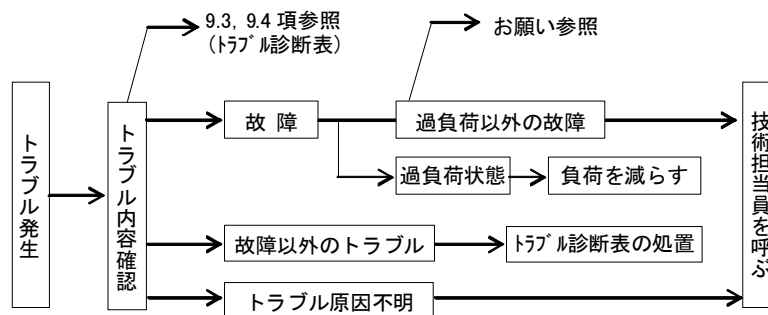 9.3, 9.4 項参照
（ﾄﾗﾌﾞﾙ診断表）
お願い参照
トラブル発生
トラブル内容確認
故 障
過負荷以外の故障
過負荷状態
負荷を減らす
故障以外のトラブル
ﾄﾗﾌﾞﾙ診断表の処置
トラブル原因不明
技術担当員を呼ぶ